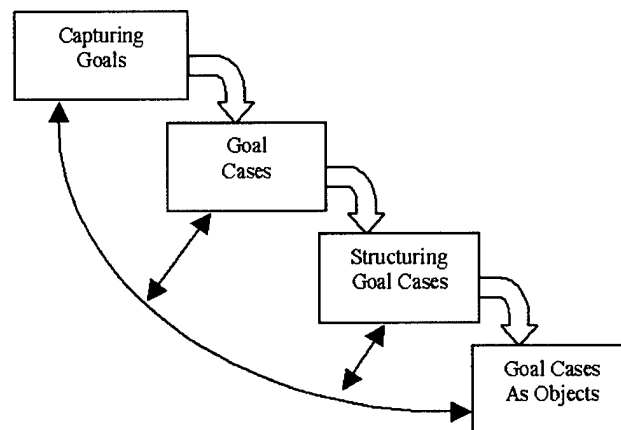 Capturing
Goals
Goal
Cases
Structuring
Goal Cases
Goal Cases
As Objects